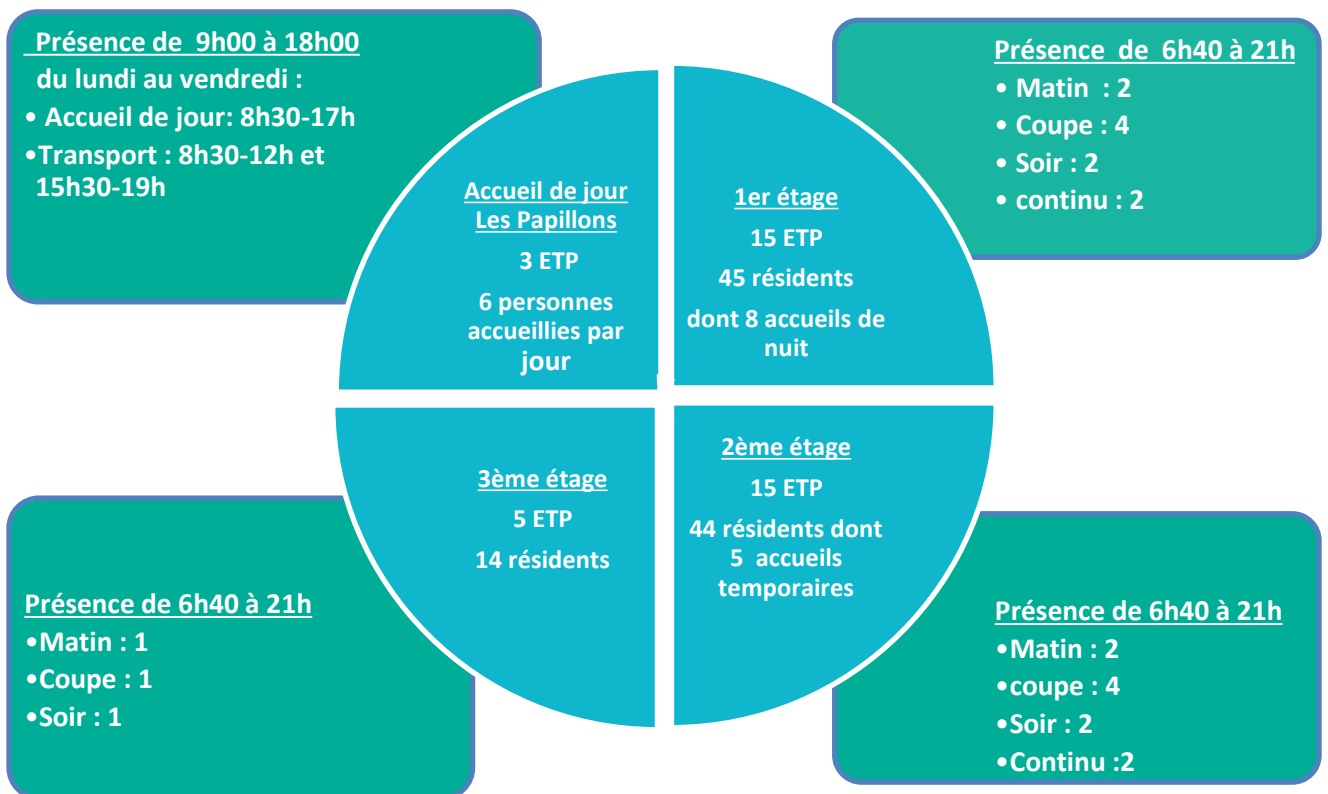 Présence de 9h00 à 18h00
du lundi au vendredi :
• Accueil de jour: 8h30-17h
•Transport : 8h30-12h et
15h30-19h
Présence de 6h40 à 21h
• Matin : 2
• Coupe : 4
• Soir : 2
• continu : 2
Accueil de jour
Les Papillons
3 ETP
6 personnes
accueillies par
jour
1er étage
15 ETP
45 résidents
dont 8 accueils de
nuit
3ème étage
5 ETP
14 résidents
2ème étage
15 ETP
44 résidents dont
5 accueils
temporaires
Présence de 6h40 à 21h
•Matin : 1
•Coupe : 1
•Soir : 1
Présence de 6h40 à 21h
•Matin : 2
•coupe : 4
•Soir : 2
•Continu :2